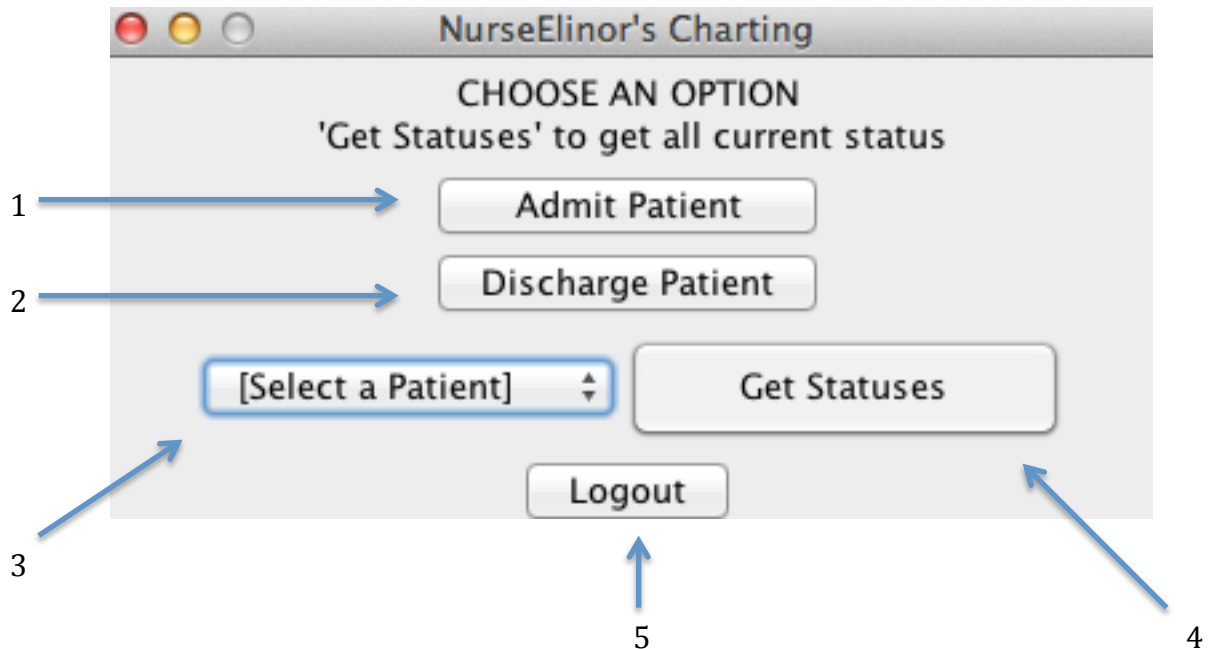 NurseElinor's Charting
CHOOSE AN OPTION
'Get Statuses' to get all current status
1
Admit Patient
2
Discharge Patient
[Select a Patient] Get Statuses
Logout
3
5
4